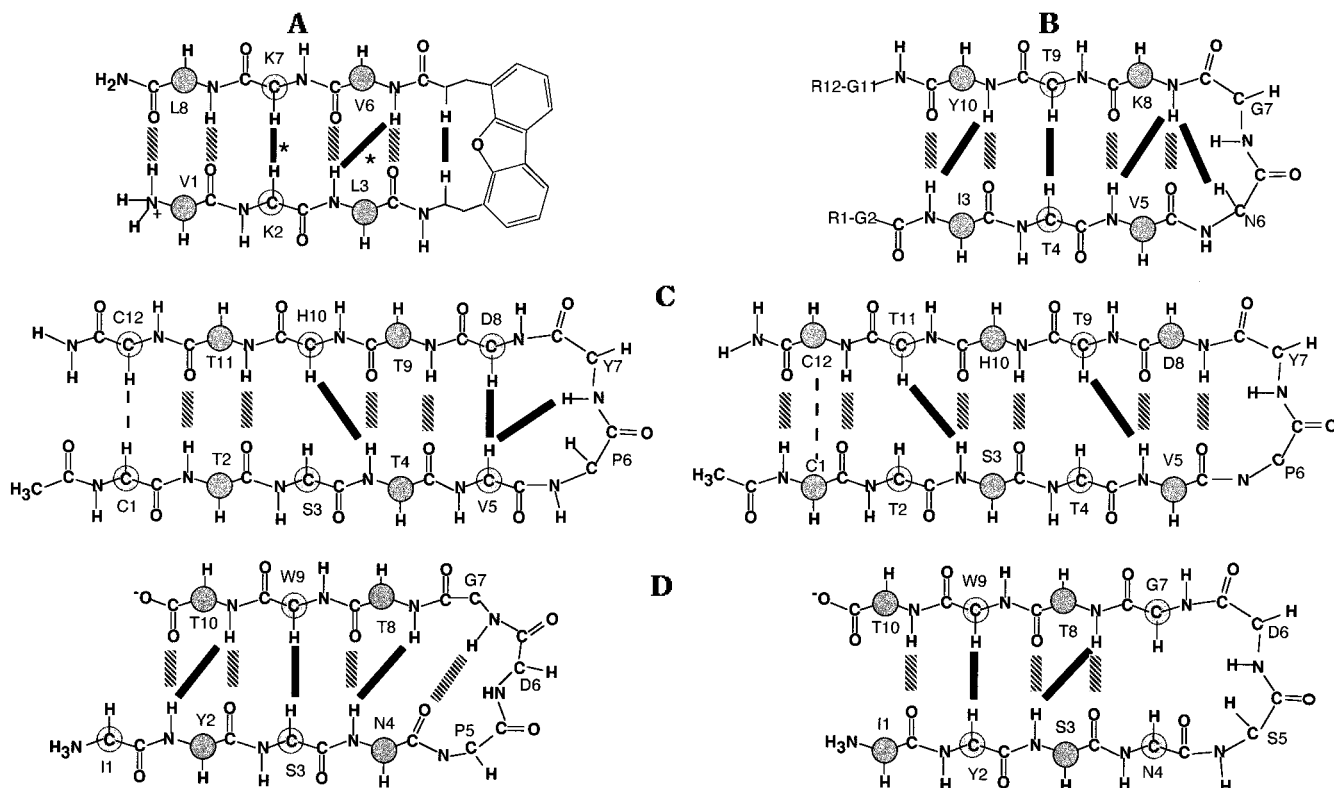 A
H O K7 H H O
H₂N C N C C N C N C
O L8 H H O V6 H H
* *
O
H V1 O H H L3 O H
H N + C N C C N C N
H H H K2 O H H
B
H H O T9 H H O
R12-G11 N C N C C N C N C H
O Y10 H H O K8 H G7
H N
C O
H I3 O H H V5 O H
R1-G2 C N C N C C N C N C N6
O H H T4 O H H
C
O C12 H H O H10 H H O D8 H O
H N C C N C N C C N C N C C N C H
H H O T11 H H O T9 H H Y7
H N
C O
O H H T2 O H H T4 O H H P6
H₃C C N C C N C N C C N C N C C N
H C1 O H H S3 O H H V5 O H
H H O T11 H H O T9 H H O
H N C N C C N C N C C N C N C H
O C12 H H O H10 H H O D8 H Y7
H N
C O
H C1 O H H S3 O H H V5 O
H₃C C N C N C C N C N C C N C N C P6
O H H T2 O H H T4 O H
D
H O W9 H H O G7
⁻O C N C C N C N C C
O T10 H H O T8 H H N O
C
C H
D6
HN
H H Y2 O H H N4 O C O
H₃N C C N C N C C N C N P5 C
I1 O H H S3 O H H
H O W9 H H O G7 H O
⁻O C N C C N C N C C N C H
O T10 H H O T8 H H D6
H N
C O
I1 O H H S3 O H H
H₃N C N C C N C N C C N C S5
H H Y2 O H H N4 O H